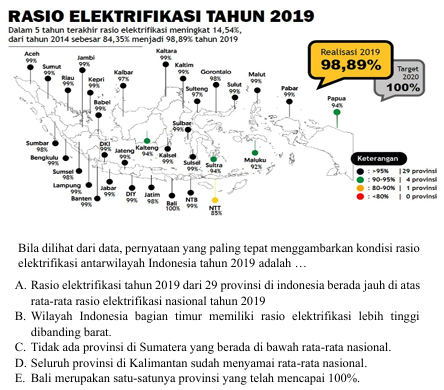 RASIO ELEKTRIFIKASI TAHUN 2019
Dalam 5 tahun terakhir rasio elektrifikasi meningkat 14,54%,
dari tahun 2014 sebesar 84,35% menjadi 98,89% tahun 2019
Realisasi 2019
98,89%
Target
2020
100%
Aceh
99%
Sumut
99%
Riau
99%
Jambi
99%
Kepri
99%
Babel
99%
Kalbar
97%
Kaltara
99%
Kaltim
99%
Sulteng
97%
Gorontalo
98%
Sulut
99%
Malut
99%
Pabar
99%
Papua
94%
Sulbar
99%
Sumbar
98%
Bengkulu
99%
Sumsel
98%
Lampung
99%
Banten
99%
DKI
99%
Jabar
99%
Jateng
99%
DIY
99%
Jatim
98%
Kalteng
94%
Kalsel
99%
Bali
100%
NTB
99%
Sulsel
99%
Sultra
94%
NTT
85%
Maluku
92%
Keterangan
: >95% | 29 provinsi
: 90-95% | 4 provinsi
: 80-90% | 1 provinsi
: <80% | 0 provinsi
Bila dilihat dari data, pernyataan yang paling tepat menggambarkan kondisi rasio
elektrifikasi antarwilayah Indonesia tahun 2019 adalah …
A. Rasio elektrifikasi tahun 2019 dari 29 provinsi di indonesia berada jauh di atas
rata-rata rasio elektrifikasi nasional tahun 2019
B. Wilayah Indonesia bagian timur memiliki rasio elektrifikasi lebih tinggi
dibanding barat.
C. Tidak ada provinsi di Sumatera yang berada di bawah rata-rata nasional.
D. Seluruh provinsi di Kalimantan sudah menyamai rata-rata nasional.
E. Bali merupakan satu-satunya provinsi yang telah mencapai 100%.